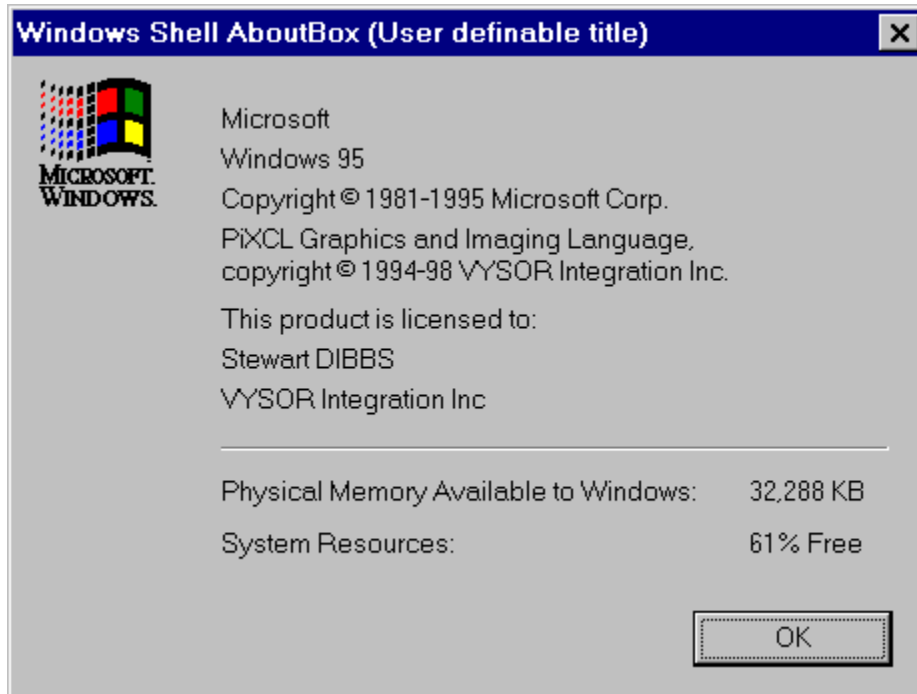 Windows Shell AboutBox (User definable title)
MICROSOFT.
WINDOWS.
Microsoft
Windows 95
Copyright © 1981-1995 Microsoft Corp.
PiXCL Graphics and Imaging Language,
copyright © 1994-98 VYSOR Integration Inc.
This product is licensed to:
Stewart DIBBS
VYSOR Integration Inc
Physical Memory Available to Windows: 32,288 KB
System Resources: 61% Free
OK